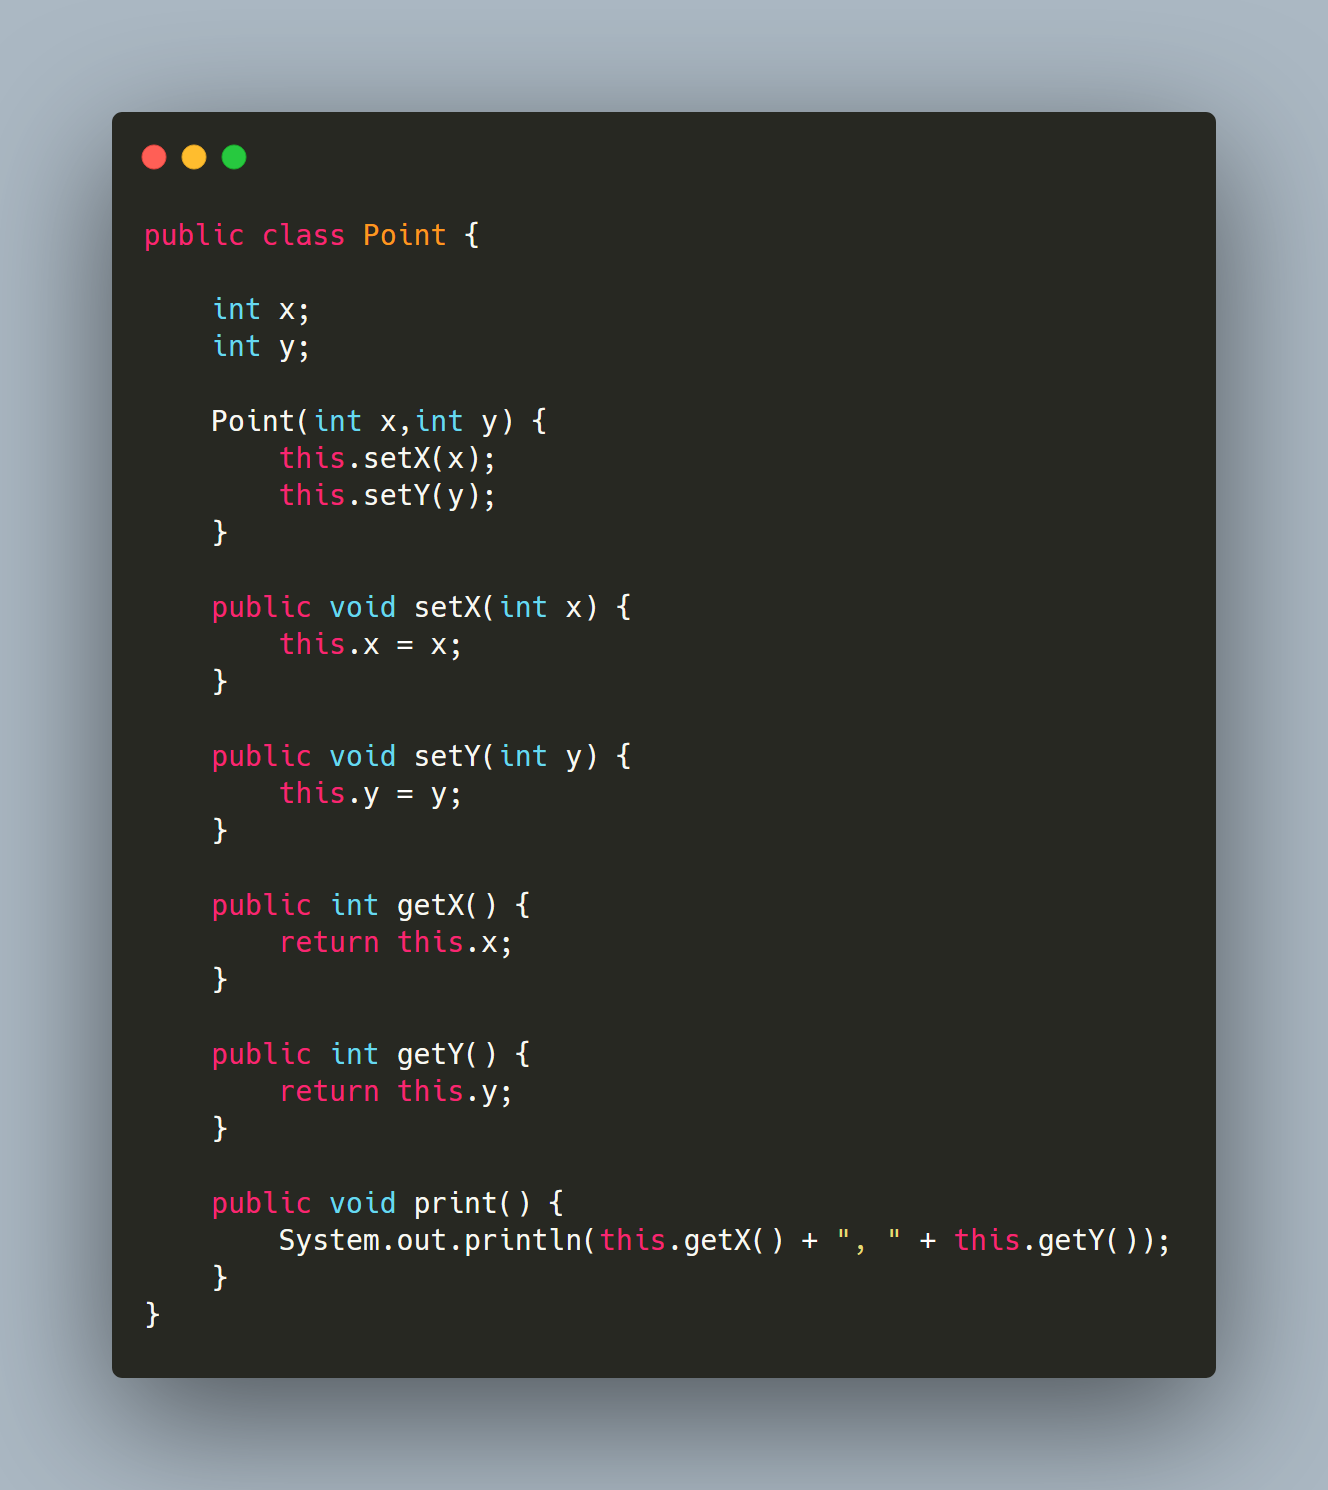 public class Point {

    int x;
    int y;

    Point(int x,int y) {
        this.setX(x);
        this.setY(y);
    }

    public void setX(int x) {
        this.x = x;
    }

    public void setY(int y) {
        this.y = y;
    }

    public int getX() {
        return this.x;
    }

    public int getY() {
        return this.y;
    }

    public void print() {
        System.out.println(this.getX() + ", " + this.getY());
    }
}